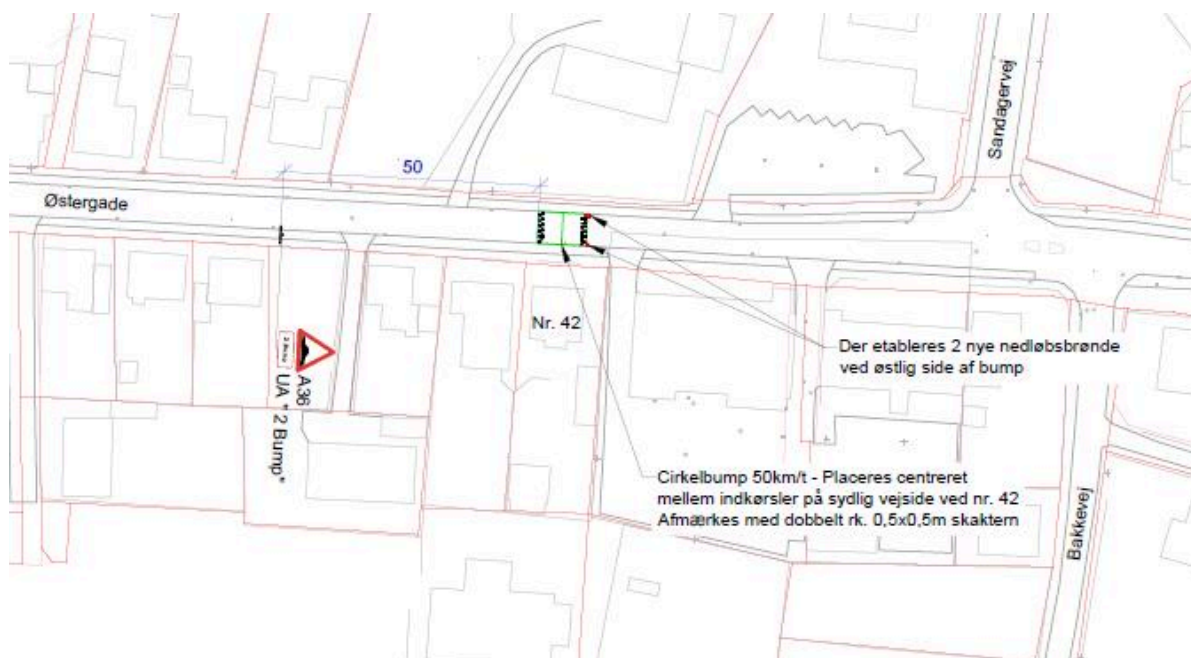 Sandagervej
50
Østergade
Nr. 42
Der etableres 2 nye nedløbsbrønde
ved østlig side af bump
2 Bump
A36
UA " 2 Bump"
Cirkelbump 50km/t - Placeres centreret
mellem indkørsler på sydlig vejside ved nr. 42
Afmærkes med dobbelt rk. 0,5x0,5m skaktern
Bakkevej